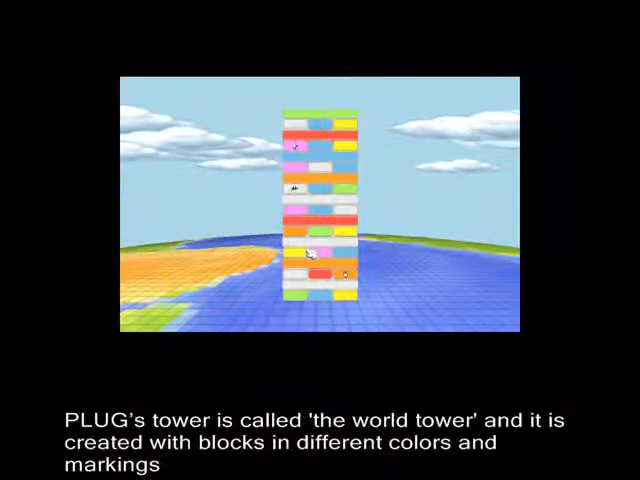 PLUG’s tower is called 'the world tower' and it is
created with blocks in different colors and
markings